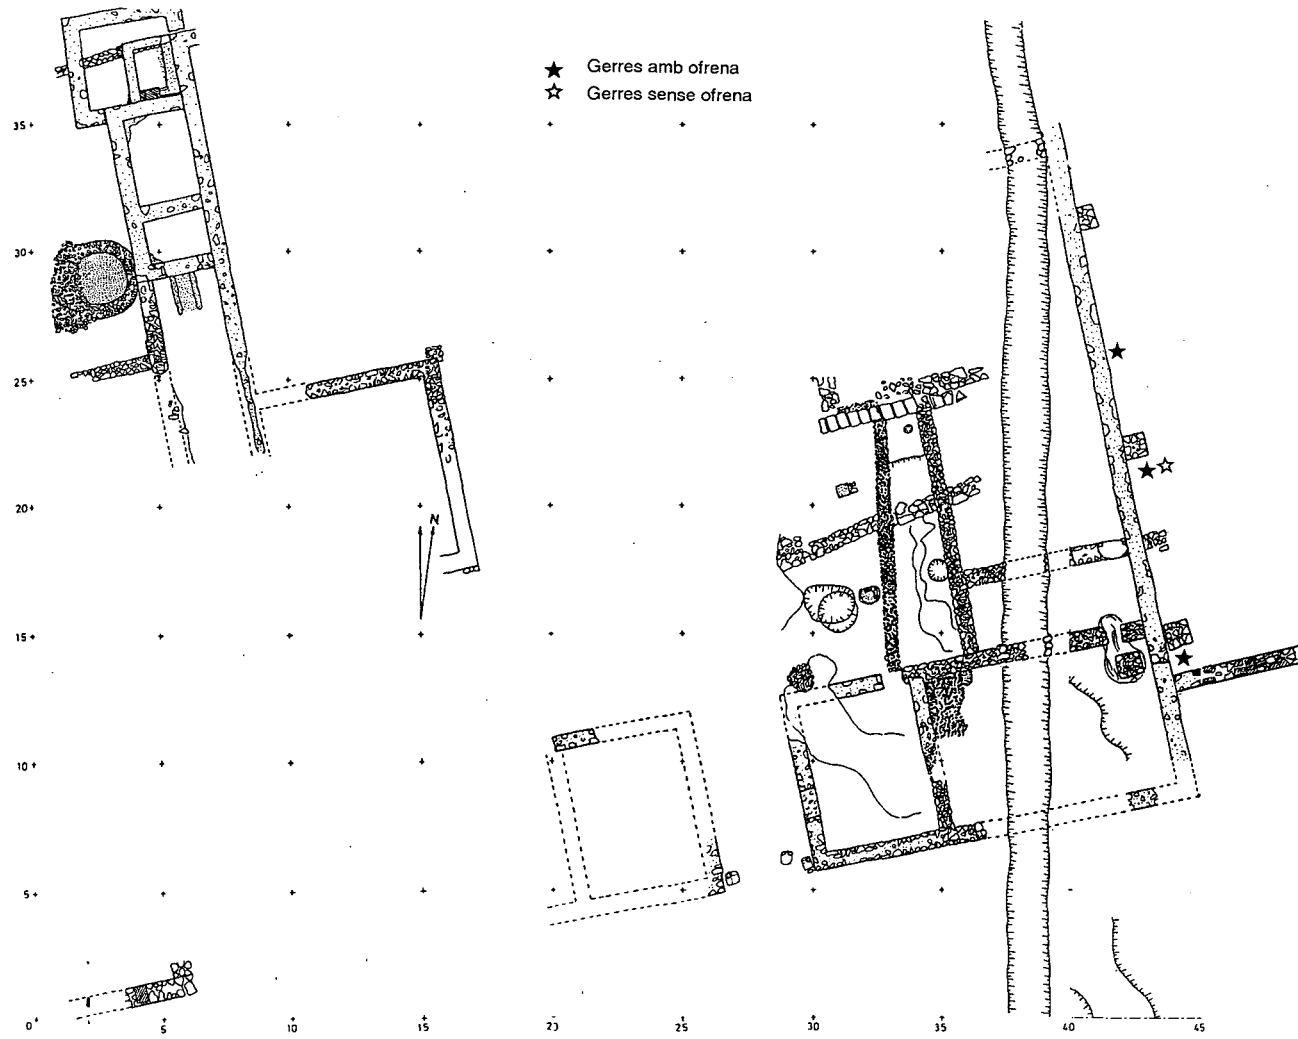 ★ Gerres amb ofrena
☆ Gerres sense ofrena
35+
30+
25+
20+
N
15+
10+
5+
0+
5 10 15 20 25 30 35 40 45